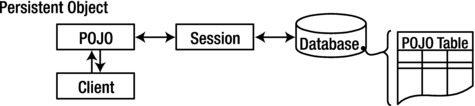 Persistent Object
POJO
Session
Database
POJO Table
Client